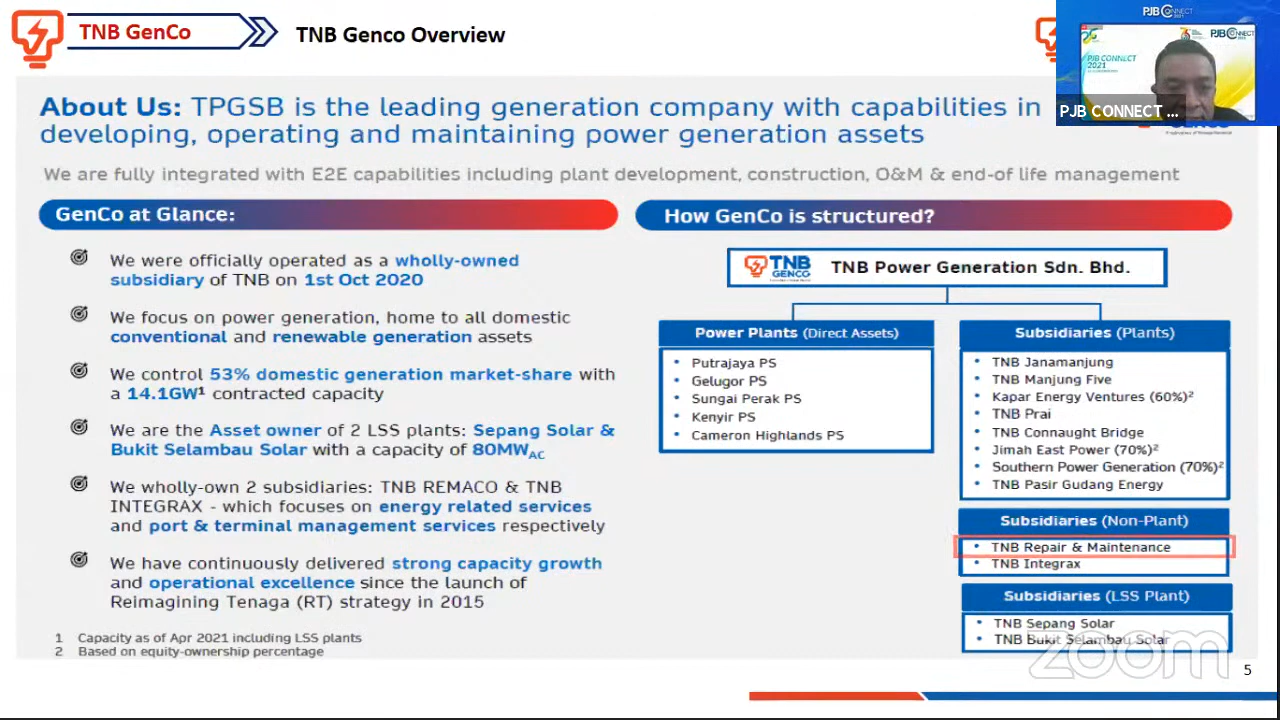 TNB GenCo
TNB Genco Overview
PJB CONNECT
2021
PJB CONNECT
PJB CONNECT
2021
PJB CONNECT ...
About Us: TPGSB is the leading generation company with capabilities in
developing, operating and maintaining power generation assets
We are fully integrated with E2E capabilities including plant development, construction, O&M & end-of life management
GenCo at Glance:
We were officially operated as a wholly-owned
subsidiary of TNB on 1st Oct 2020
We focus on power generation, home to all domestic
conventional and renewable generation assets
We control 53% domestic generation market-share with
a 14.1GW¹ contracted capacity
We are the Asset owner of 2 LSS plants: Sepang Solar &
Bukit Selambau Solar with a capacity of 80MWAC
We wholly-own 2 subsidiaries: TNB REMACO & TNB
INTEGRAX - which focuses on energy related services
and port & terminal management services respectively
We have continuously delivered strong capacity growth
and operational excellence since the launch of
Reimagining Tenaga (RT) strategy in 2015
1 Capacity as of Apr 2021 including LSS plants
2 Based on equity-ownership percentage
How GenCo is structured?
TNB
GENCO
TNB Power Generation Sdn. Bhd.
Power Plants (Direct Assets)
• Putrajaya PS
• Gelugor PS
• Sungai Perak PS
• Kenyir PS
• Cameron Highlands PS
Subsidiaries (Plants)
• TNB Janamanjung
• TNB Manjung Five
• Kapar Energy Ventures (60%)²
• TNB Prai
• TNB Connaught Bridge
• Jimah East Power (70%)²
• Southern Power Generation (70%)²
• TNB Pasir Gudang Energy
Subsidiaries (Non-Plant)
• TNB Repair & Maintenance
• TNB Integrax
Subsidiaries (LSS Plant)
• TNB Sepang Solar
• TNB Bukit Selambau Solar
zoom
5